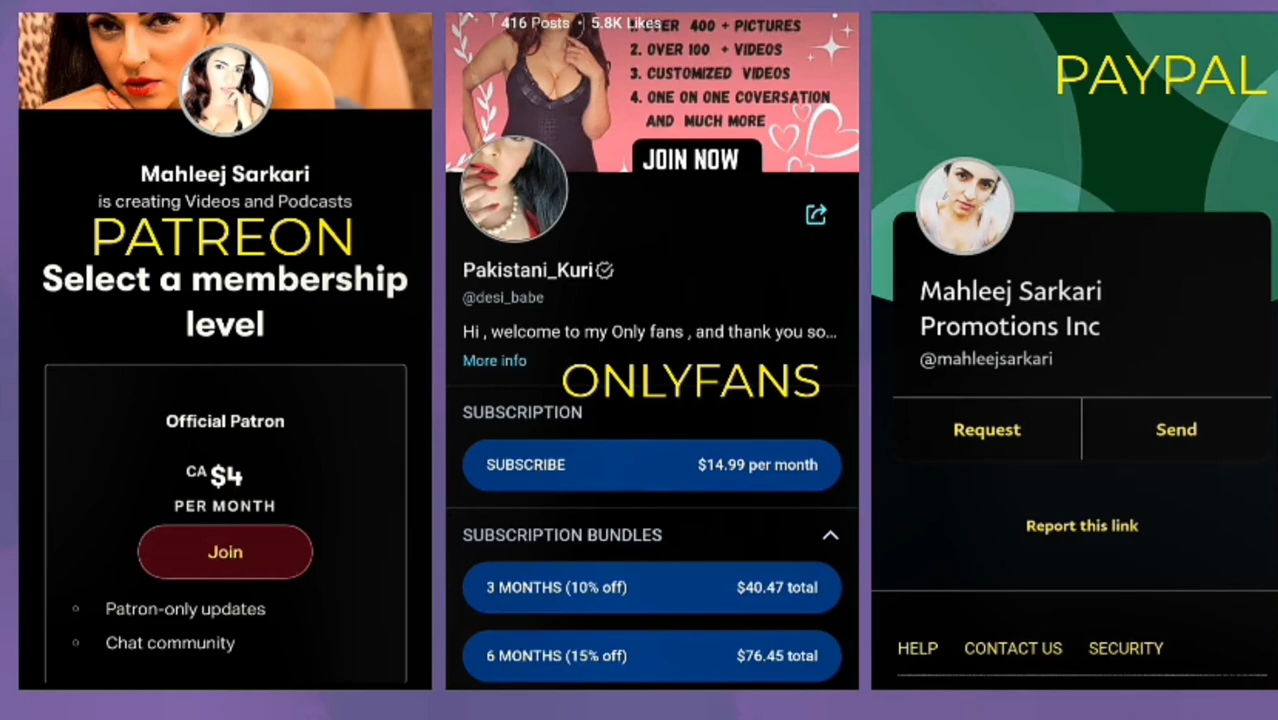 Mahleej Sarkari
is creating Videos and Podcasts
PATREON
Select a membership
level
Official Patron
CA $4
PER MONTH
Join
Patron-only updates
Chat community
416 Posts • 5.8K Likes
1. OVER 400 + PICTURES
2. OVER 100 + VIDEOS
3. CUSTOMIZED VIDEOS
4. ONE ON ONE COVERSATION
AND MUCH MORE
JOIN NOW
Pakistani_Kuri
@desi_babe
Hi , welcome to my Only fans , and thank you so...
More info
ONLYFANS
SUBSCRIPTION
SUBSCRIBE $14.99 per month
SUBSCRIPTION BUNDLES
3 MONTHS (10% off) $40.47 total
6 MONTHS (15% off) $76.45 total
PAYPAL
Mahleej Sarkari
Promotions Inc
@mahleejsarkari
Request Send
Report this link
HELP CONTACT US SECURITY